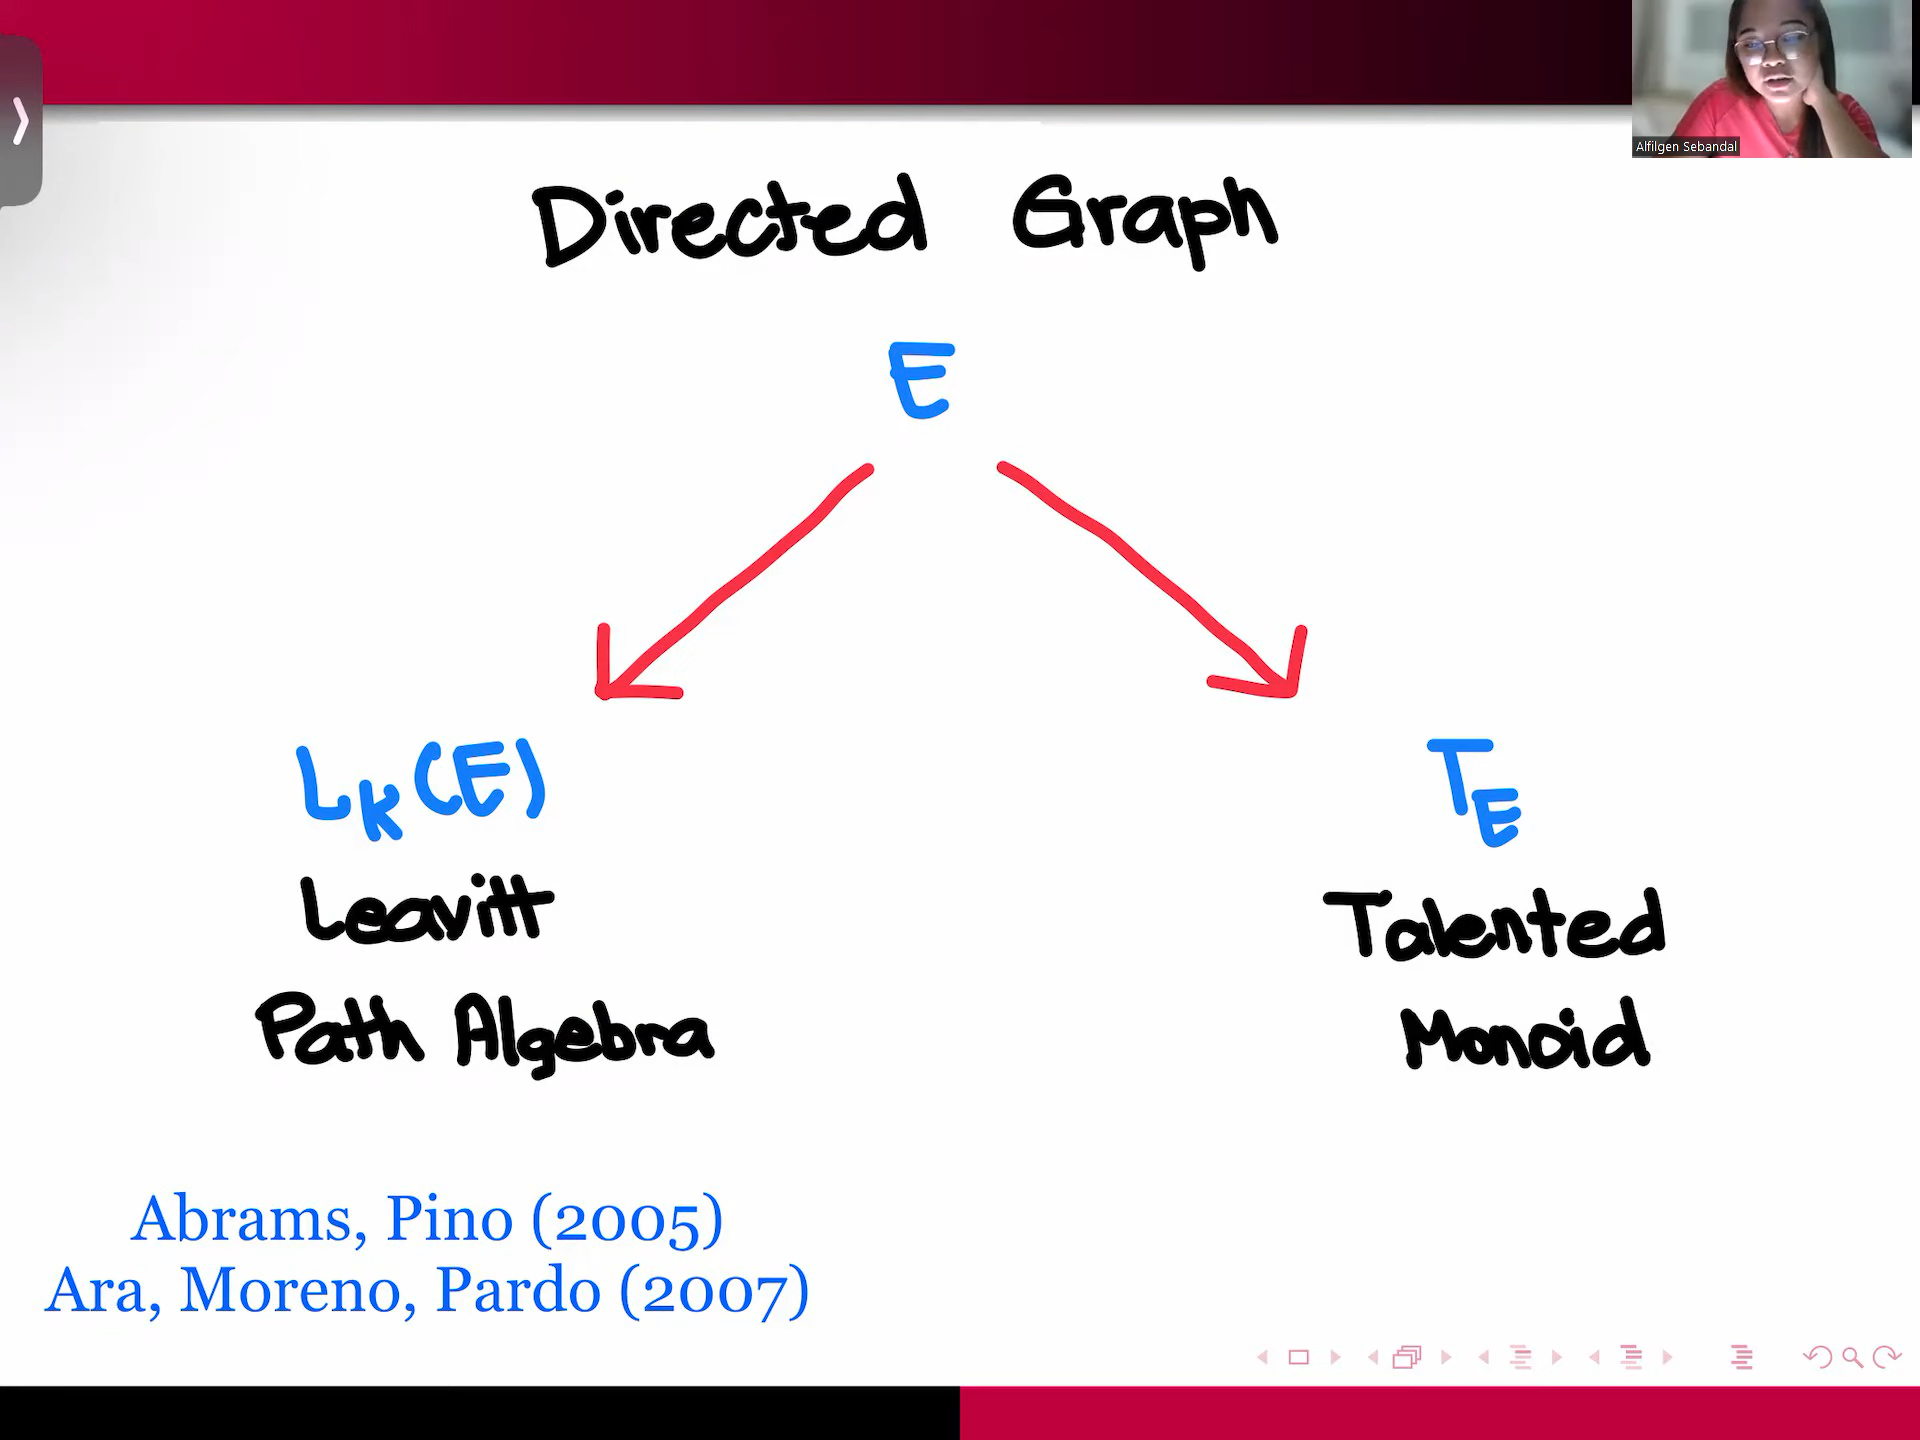 Alfilgen Sebandal
Directed Graph
E
L_K(E)
T_E
Leavitt
Path Algebra
Talented
Monoid
Abrams, Pino (2005)
Ara, Moreno, Pardo (2007)